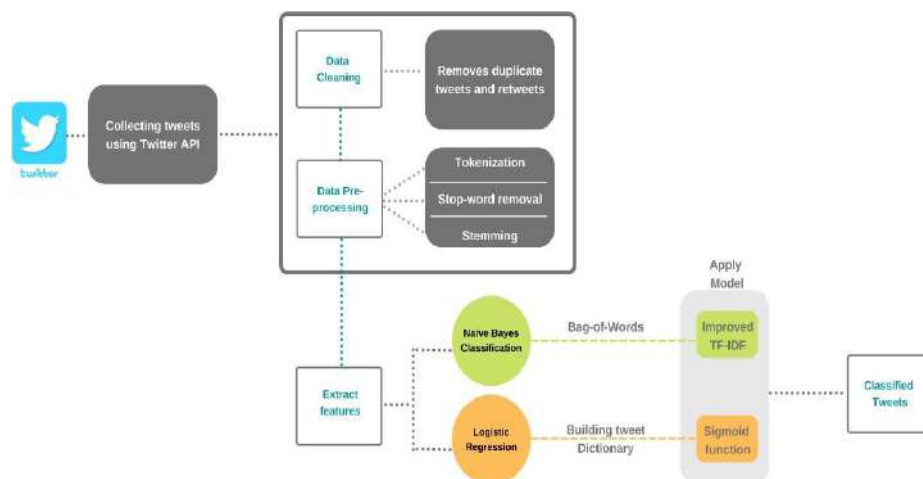 twitter
Collecting tweets
using Twitter API
Data
Cleaning
Removes duplicate
tweets and retweets
Data Pre-
processing
Tokenization
Stop-word removal
Stemming
Extract
features
Naive Bayes
Classification
Bag-of-Words
Logistic
Regression
Building tweet
Dictionary
Apply
Model
Improved
TF-IDF
Sigmoid
function
Classified
Tweets